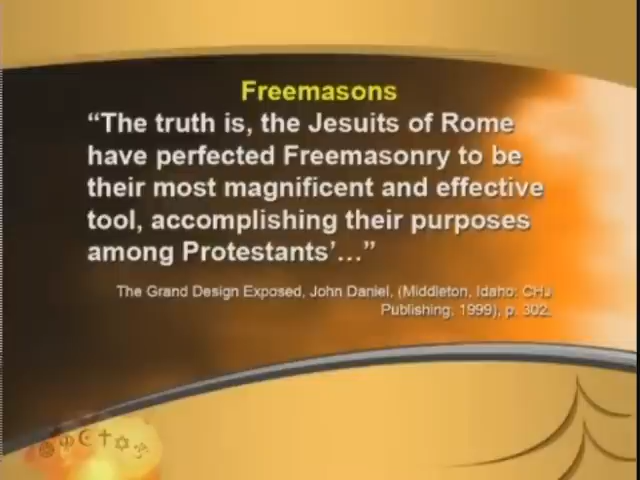 Freemasons
“The truth is, the Jesuits of Rome
have perfected Freemasonry to be
their most magnificent and effective
tool, accomplishing their purposes
among Protestants’…”
The Grand Design Exposed, John Daniel, (Middleton, Idaho: CHJ
Publishing, 1999), p. 302.